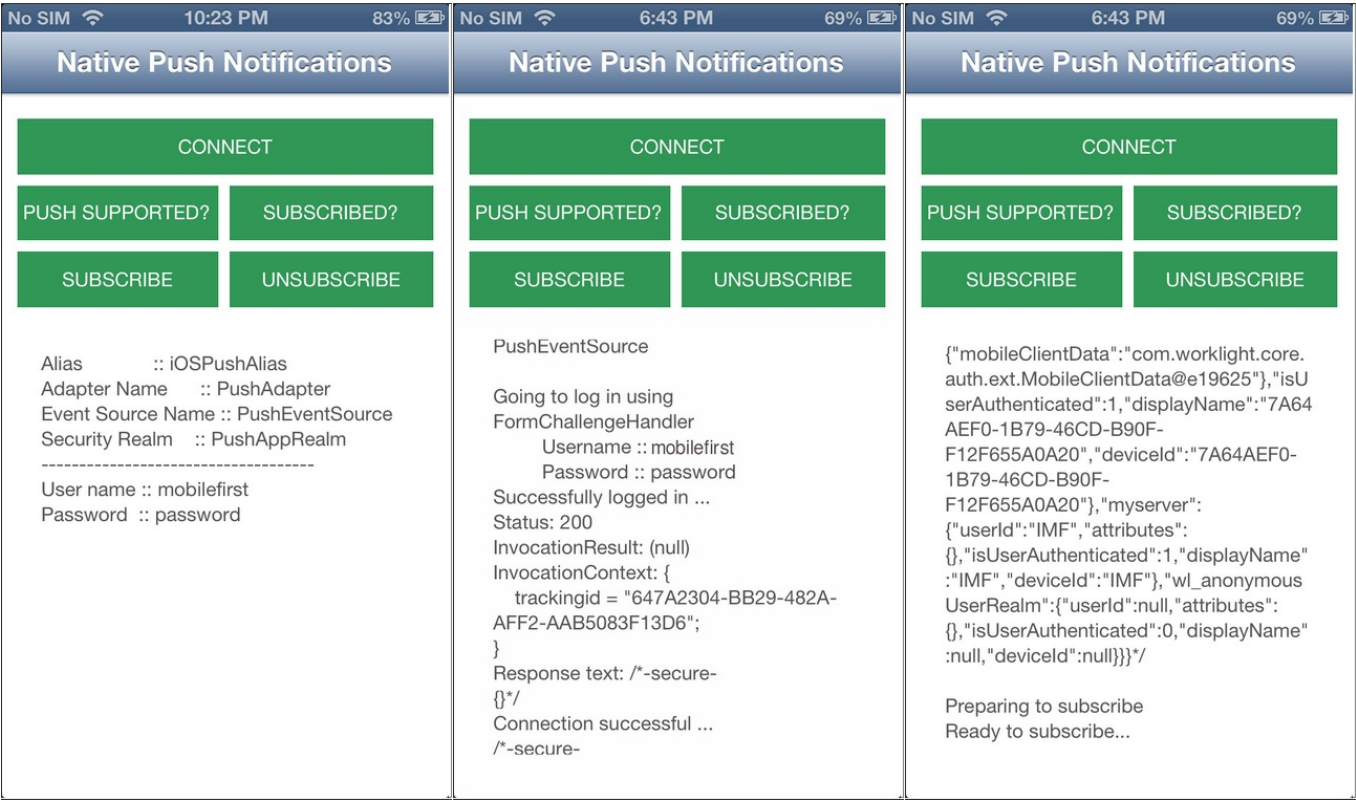 No SIM 10:23 PM 83%
Native Push Notifications
CONNECT
PUSH SUPPORTED? SUBSCRIBED?
SUBSCRIBE UNSUBSCRIBE
Alias :: iOSPushAlias
Adapter Name :: PushAdapter
Event Source Name :: PushEventSource
Security Realm :: PushAppRealm
------------------------------------
User name :: mobilefirst
Password :: password
No SIM 6:43 PM 69%
Native Push Notifications
CONNECT
PUSH SUPPORTED? SUBSCRIBED?
SUBSCRIBE UNSUBSCRIBE
PushEventSource
Going to log in using
FormChallengeHandler
Username :: mobilefirst
Password :: password
Successfully logged in ...
Status: 200
InvocationResult: (null)
InvocationContext: {
trackingid = "647A2304-BB29-482A-
AFF2-AAB5083F13D6";
}
Response text: /*-secure-
{}*/
Connection successful ...
/*-secure-
No SIM 6:43 PM 69%
Native Push Notifications
CONNECT
PUSH SUPPORTED? SUBSCRIBED?
SUBSCRIBE UNSUBSCRIBE
{"mobileClientData":"com.worklight.core.
auth.ext.MobileClientData@e19625"},"isU
serAuthenticated":1,"displayName":"7A64
AEF0-1B79-46CD-B90F-
F12F655A0A20","deviceId":"7A64AEF0-
1B79-46CD-B90F-
F12F655A0A20"},"myserver":
{"userId":"IMF","attributes":
{},"isUserAuthenticated":1,"displayName"
:"IMF","deviceId":"IMF"},"wl_anonymous
UserRealm":{"userId":null,"attributes":
{},"isUserAuthenticated":0,"displayName"
:null,"deviceId":null}}}*/
Preparing to subscribe
Ready to subscribe...